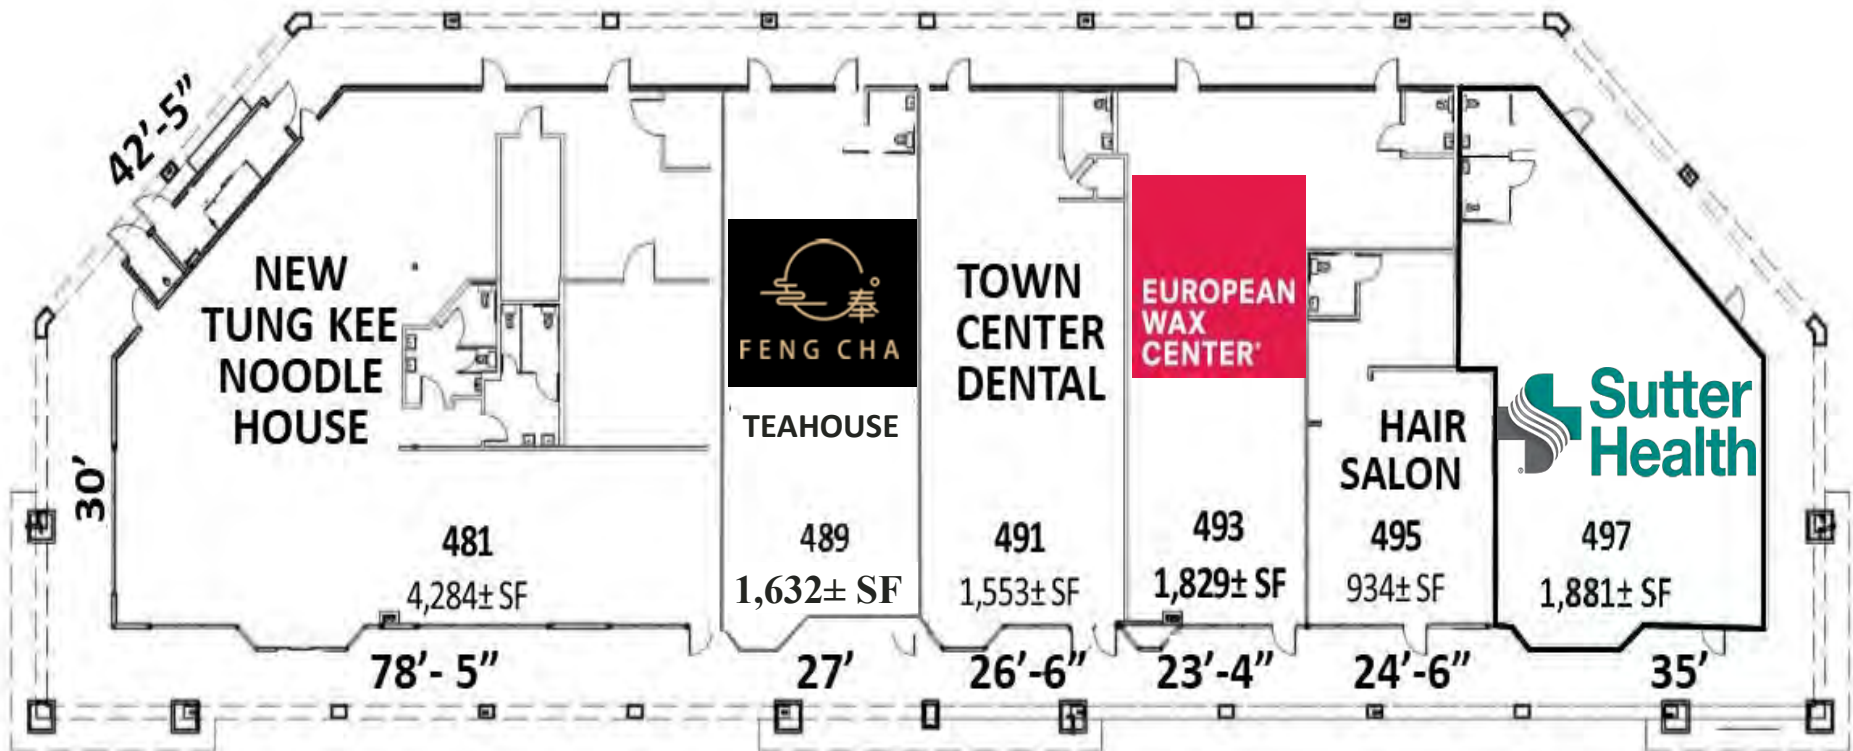 42'-5”
30'
NEW
TUNG KEE
NOODLE
HOUSE
481
4,284± SF
78'- 5”
奉
FENG CHA
TEAHOUSE
489
1,632± SF
27'
TOWN
CENTER
DENTAL
491
1,553± SF
26'-6”
EUROPEAN
WAX
CENTER®
493
1,829± SF
23'-4”
HAIR
SALON
495
934± SF
24'-6”
Sutter
Health
®
497
1,881± SF
35'